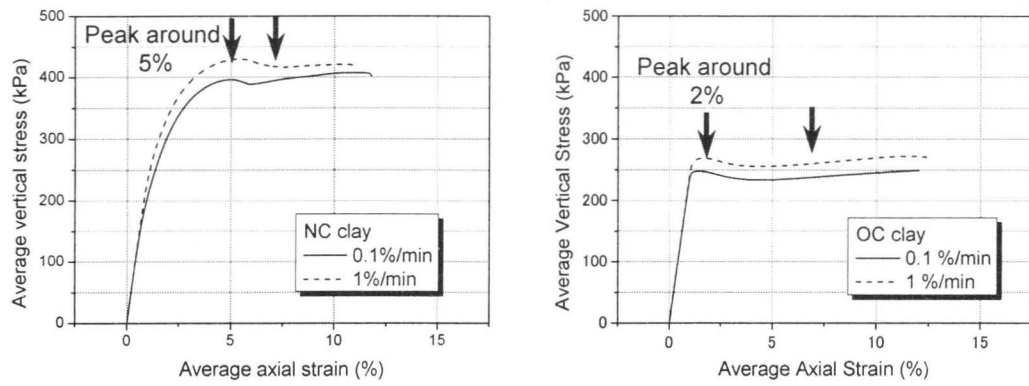 500
400
300
200
100
0
Average vertical stress (kPa)
Peak around
5%
NC clay
0.1%/min
1%/min
0
5
10
15
Average axial strain (%)
500
400
300
200
100
0
Average Vertical Stress (kPa)
Peak around
2%
OC clay
0.1 %/min
1 %/min
0
5
10
15
Average Axial Strain (%)